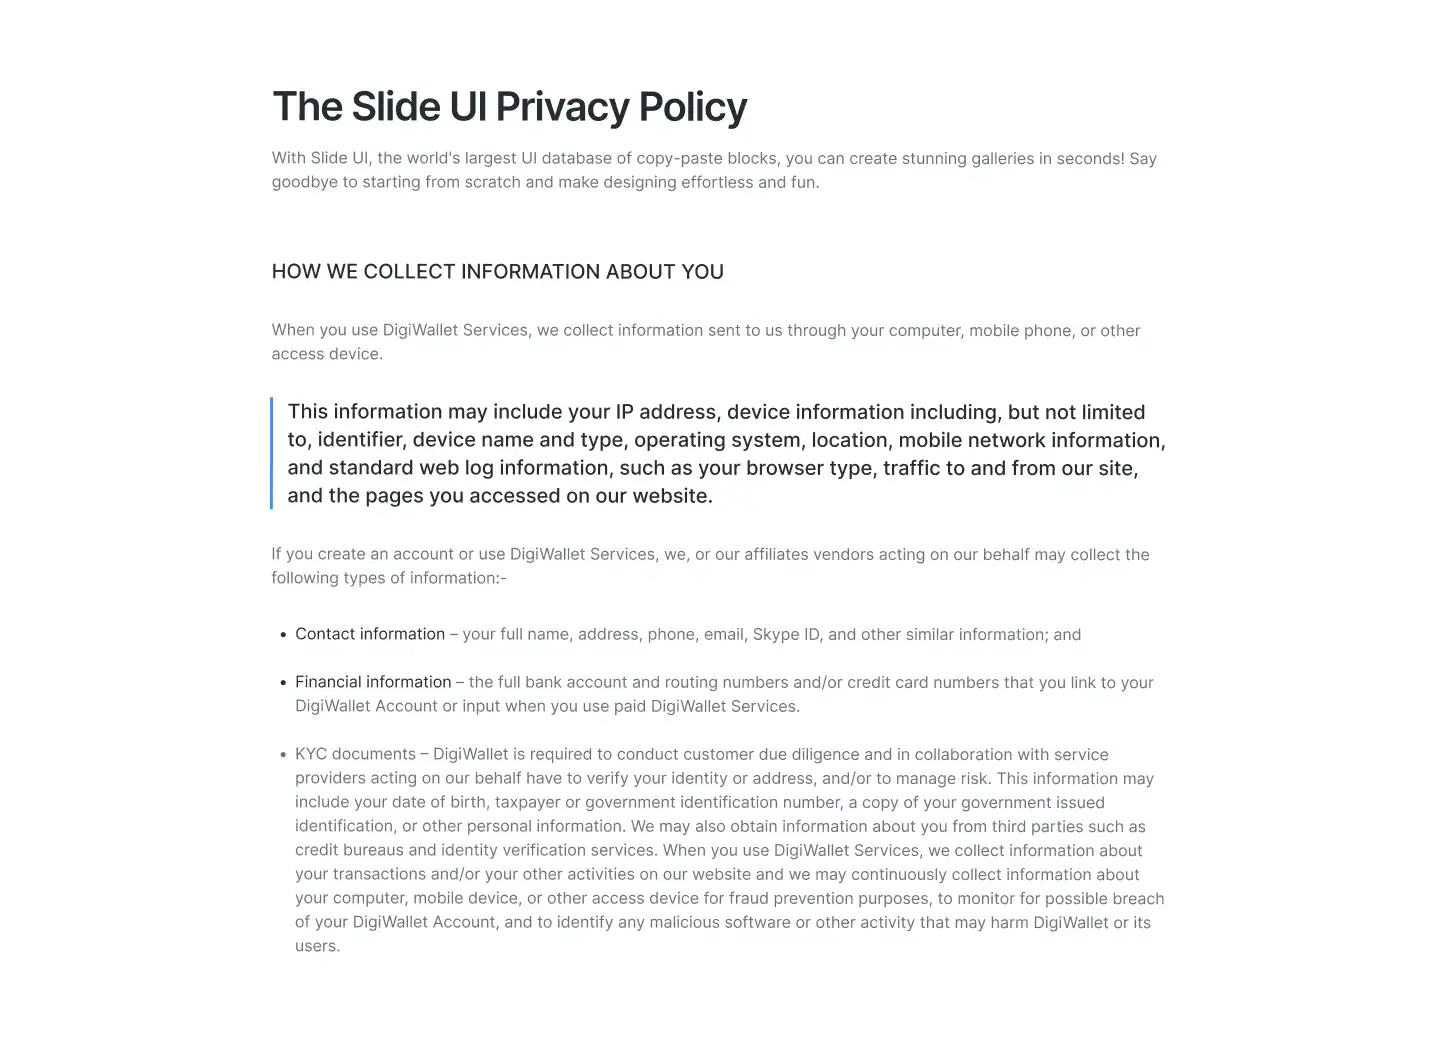 The Slide UI Privacy Policy
With Slide UI, the world's largest UI database of copy-paste blocks, you can create stunning galleries in seconds! Say
goodbye to starting from scratch and make designing effortless and fun.
HOW WE COLLECT INFORMATION ABOUT YOU
When you use DigiWallet Services, we collect information sent to us through your computer, mobile phone, or other
access device.
This information may include your IP address, device information including, but not limited
to, identifier, device name and type, operating system, location, mobile network information,
and standard web log information, such as your browser type, traffic to and from our site,
and the pages you accessed on our website.
If you create an account or use DigiWallet Services, we, or our affiliates vendors acting on our behalf may collect the
following types of information:-
• Contact information – your full name, address, phone, email, Skype ID, and other similar information; and
• Financial information – the full bank account and routing numbers and/or credit card numbers that you link to your
DigiWallet Account or input when you use paid DigiWallet Services.
• KYC documents – DigiWallet is required to conduct customer due diligence and in collaboration with service
providers acting on our behalf have to verify your identity or address, and/or to manage risk. This information may
include your date of birth, taxpayer or government identification number, a copy of your government issued
identification, or other personal information. We may also obtain information about you from third parties such as
credit bureaus and identity verification services. When you use DigiWallet Services, we collect information about
your transactions and/or your other activities on our website and we may continuously collect information about
your computer, mobile device, or other access device for fraud prevention purposes, to monitor for possible breach
of your DigiWallet Account, and to identify any malicious software or other activity that may harm DigiWallet or its
users.